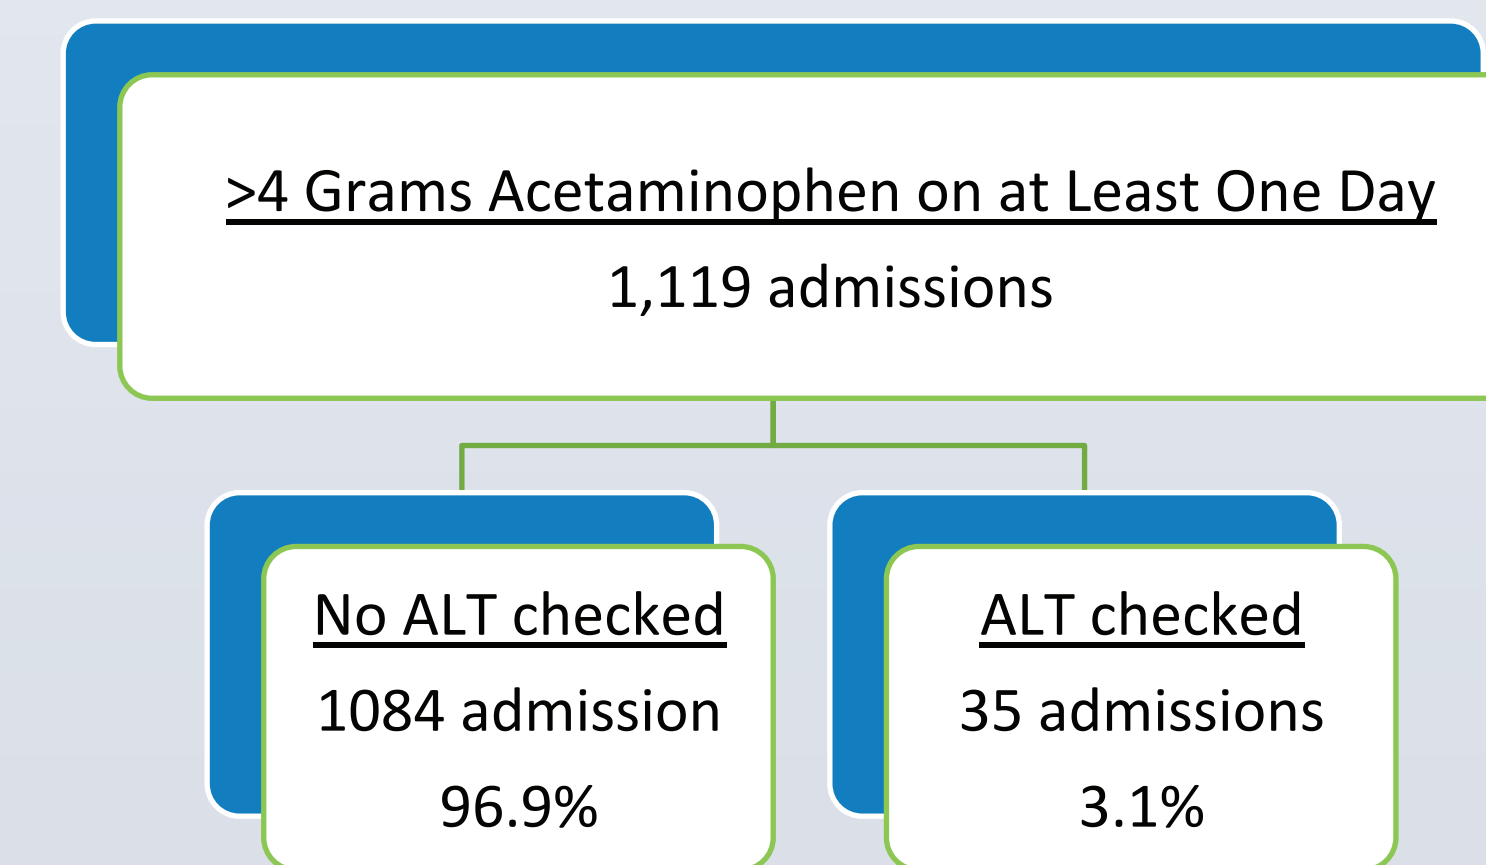 >4 Grams Acetaminophen on at Least One Day
1,119 admissions
No ALT checked
1084 admission
96.9%
ALT checked
35 admissions
3.1%